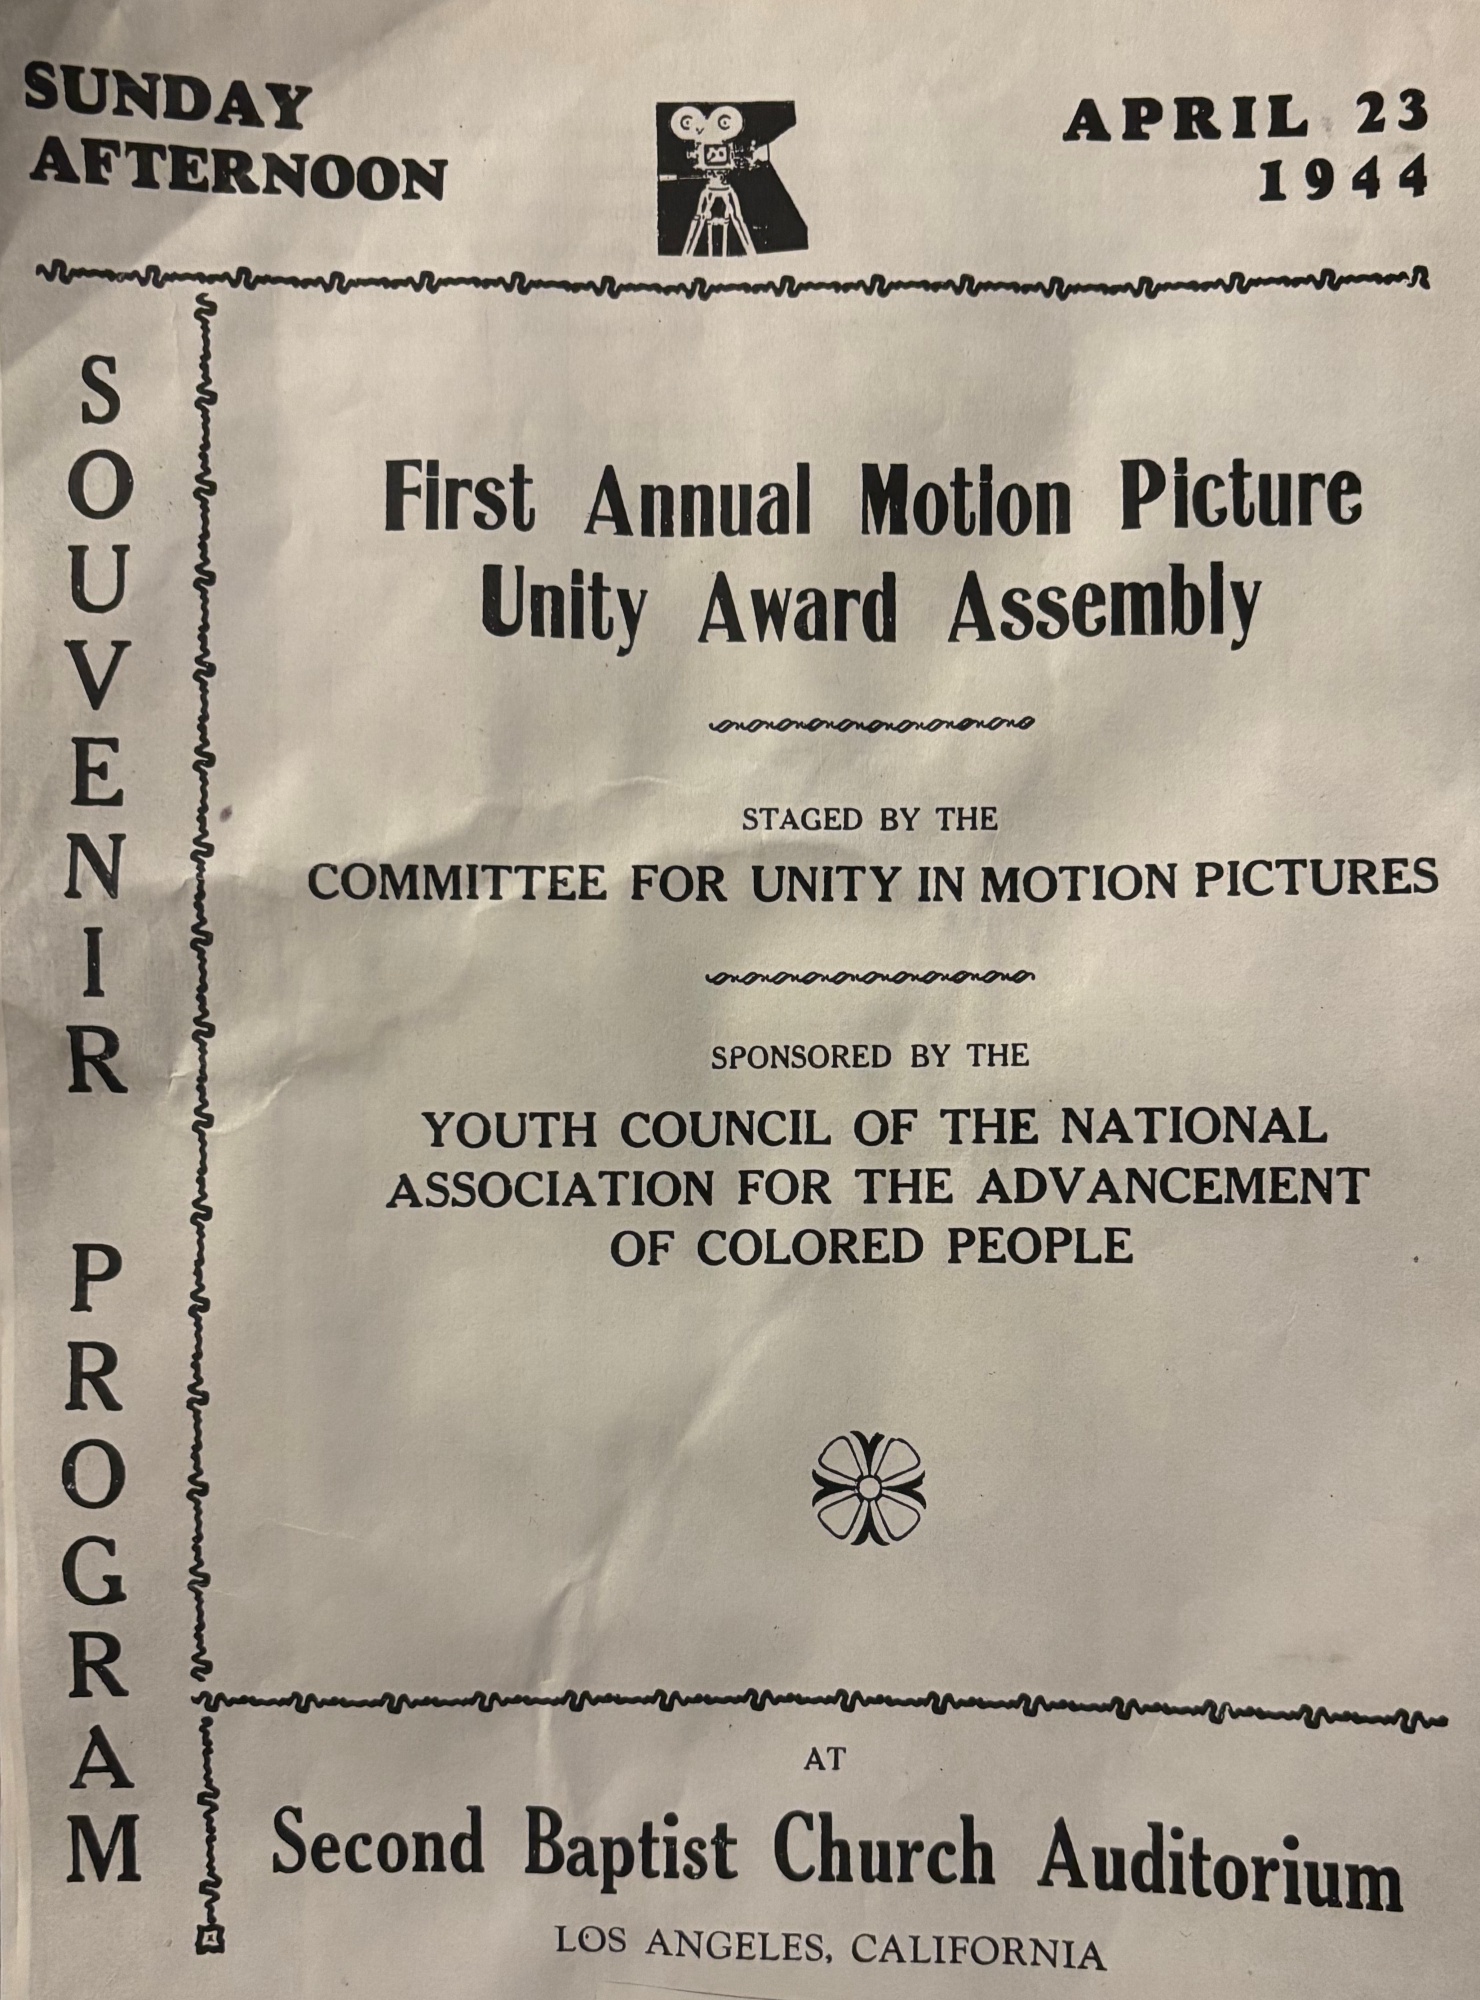 SUNDAY
AFTERNOON
APRIL 23
1944
SOUVENIR PROGRAM
First Annual Motion Picture
Unity Award Assembly
STAGED BY THE
COMMITTEE FOR UNITY IN MOTION PICTURES
SPONSORED BY THE
YOUTH COUNCIL OF THE NATIONAL
ASSOCIATION FOR THE ADVANCEMENT
OF COLORED PEOPLE
AT
Second Baptist Church Auditorium
LOS ANGELES, CALIFORNIA